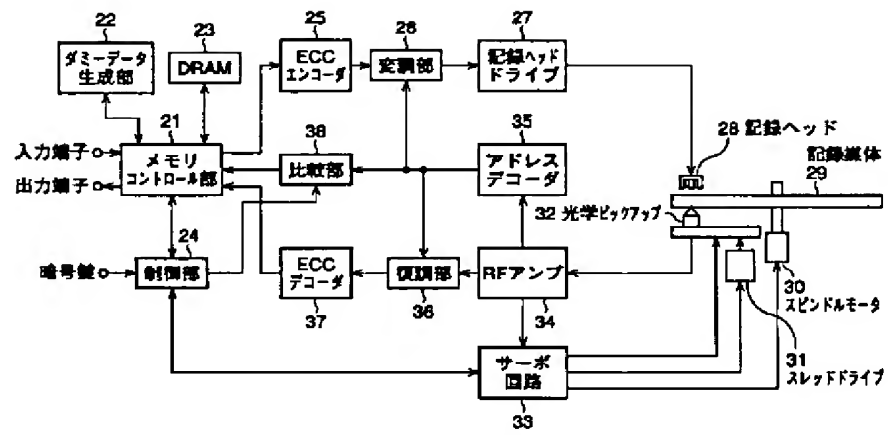 22
ダミーデータ
生成部
23
DRAM
25
ECC
エンコーダ
26
変調部
27
記録ヘッド
ドライブ
21
メモリ
コントロール部
入力端子
出力端子
38
比較部
35
アドレス
デコーダ
28 記録ヘッド
記録媒体
29
32 光学ピックアップ
暗号鍵
24
制御部
ECC
デコーダ
37
復調部
36
RFアンプ
34
30
スピンドルモータ
31
スレッドドライブ
サーボ
回路
33